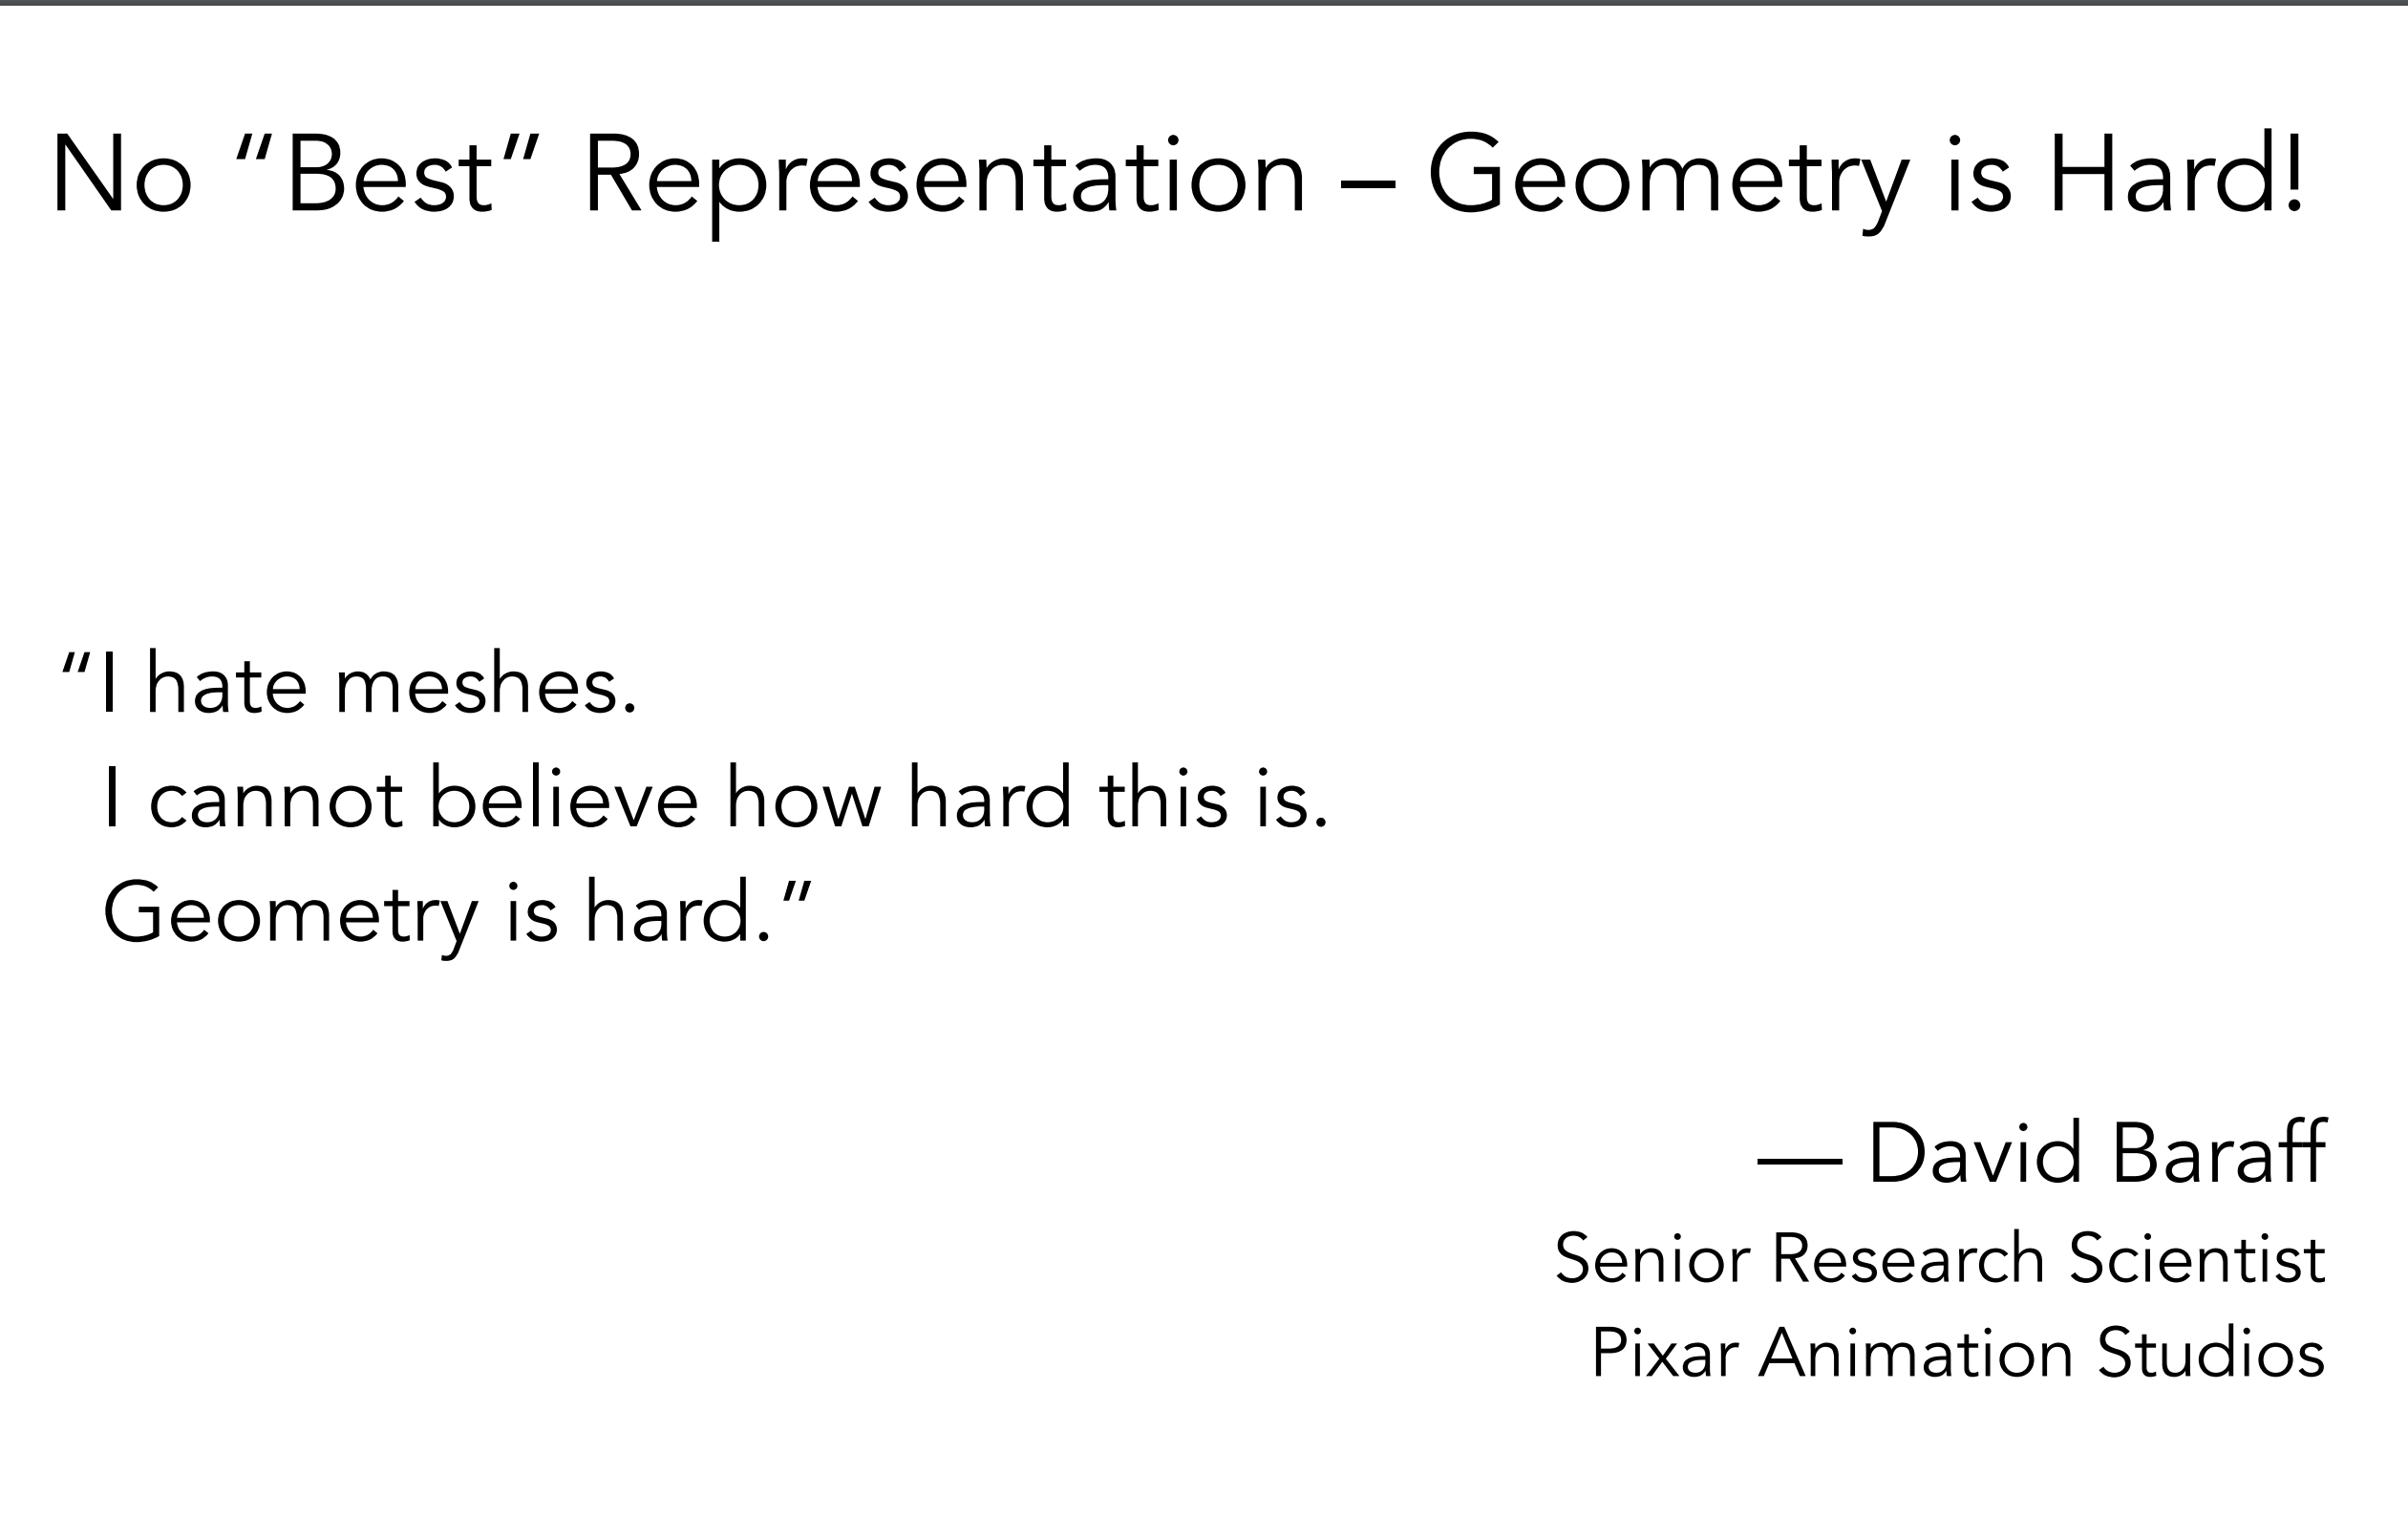 No “Best“ Representation – Geometry is Hard!
“I hate meshes.
I cannot believe how hard this is.
Geometry is hard.”
— David Baraff
Senior Research Scientist
Pixar Animation Studios